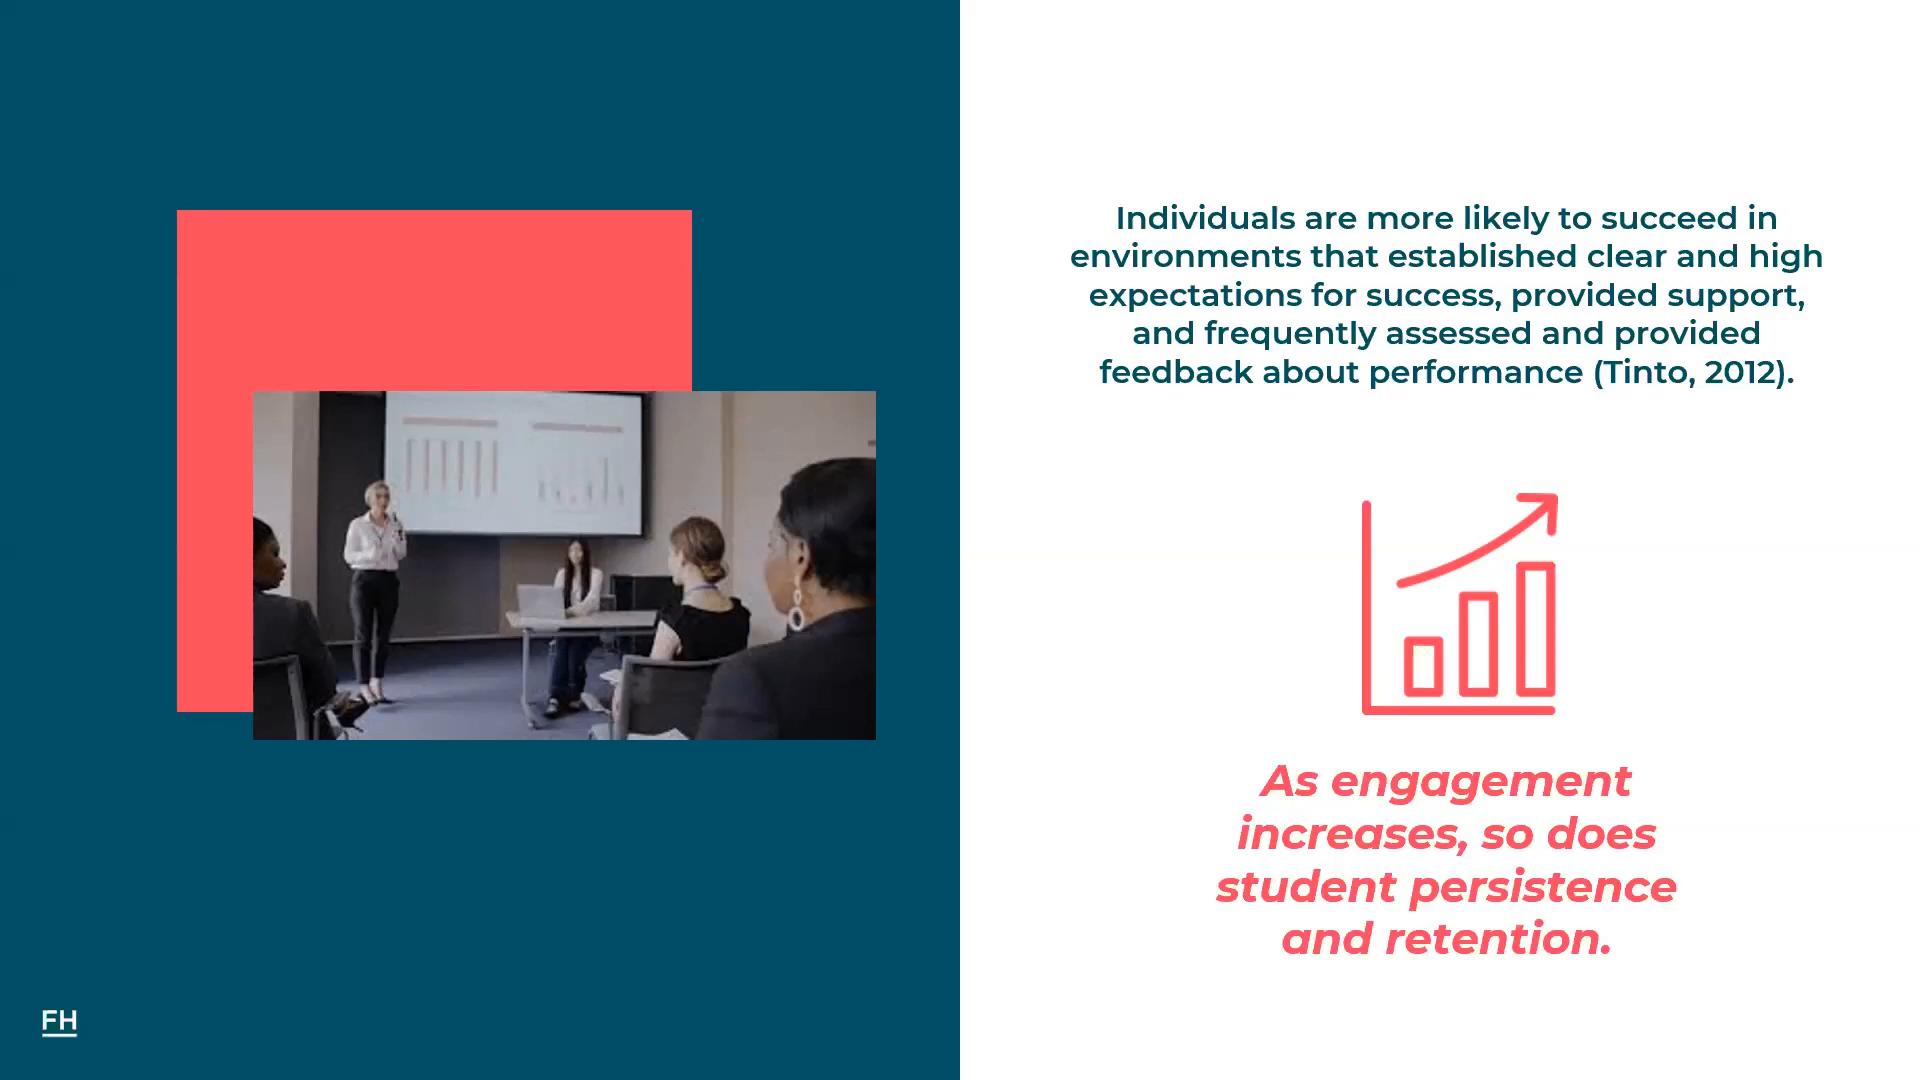 Individuals are more likely to succeed in
environments that established clear and high
expectations for success, provided support,
and frequently assessed and provided
feedback about performance (Tinto, 2012).
As engagement
increases, so does
student persistence
and retention.
FH